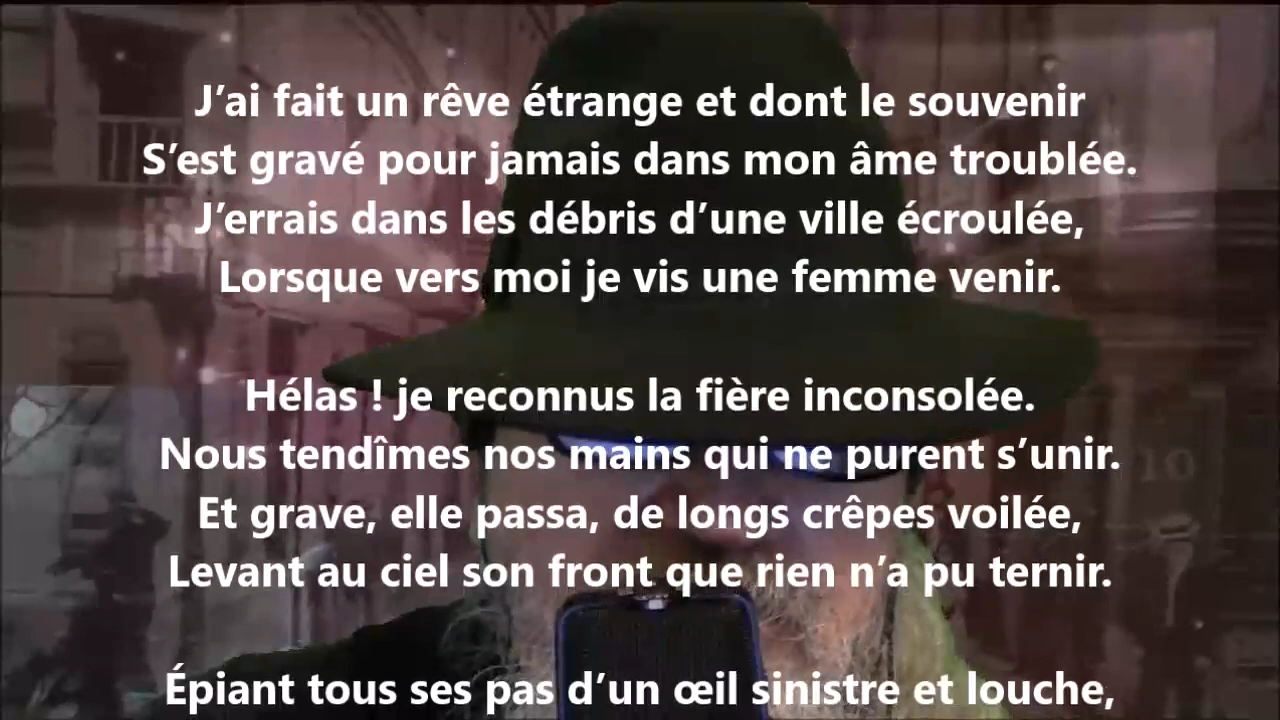 J’ai fait un rêve étrange et dont le souvenir
S’est gravé pour jamais dans mon âme troublée.
J’errais dans les débris d’une ville écroulée,
Lorsque vers moi je vis une femme venir.
Hélas ! je reconnus la fière inconsolée.
Nous tendîmes nos mains qui ne purent s’unir.
Et grave, elle passa, de longs crêpes voilée,
Levant au ciel son front que rien n’a pu ternir.
Épiant tous ses pas d’un œil sinistre et louche,
10